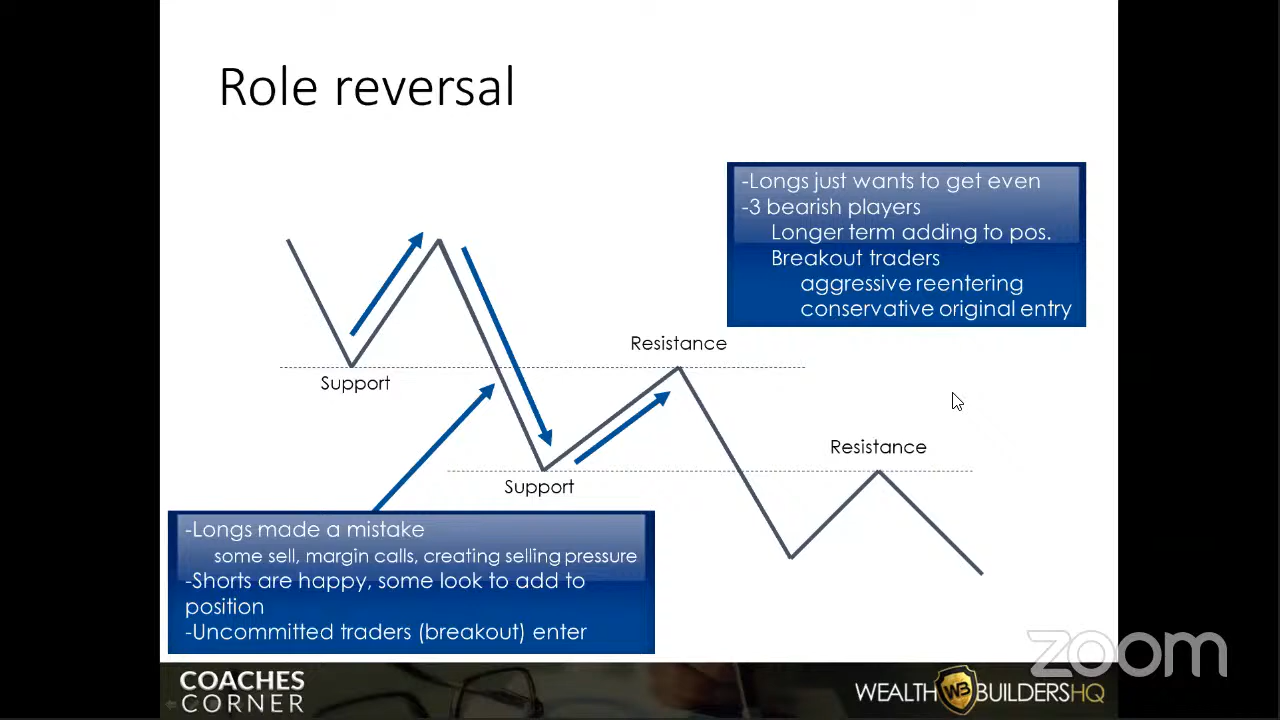 Role reversal
-Longs just wants to get even
-3 bearish players
Longer term adding to pos.
Breakout traders
aggressive reentering
conservative original entry
Resistance
Support
Resistance
Support
-Longs made a mistake
some sell, margin calls, creating selling pressure
-Shorts are happy, some look to add to
position
-Uncommitted traders (breakout) enter
zoom
COACHES
CORNER
WEALTH WB BUILDERSHQ